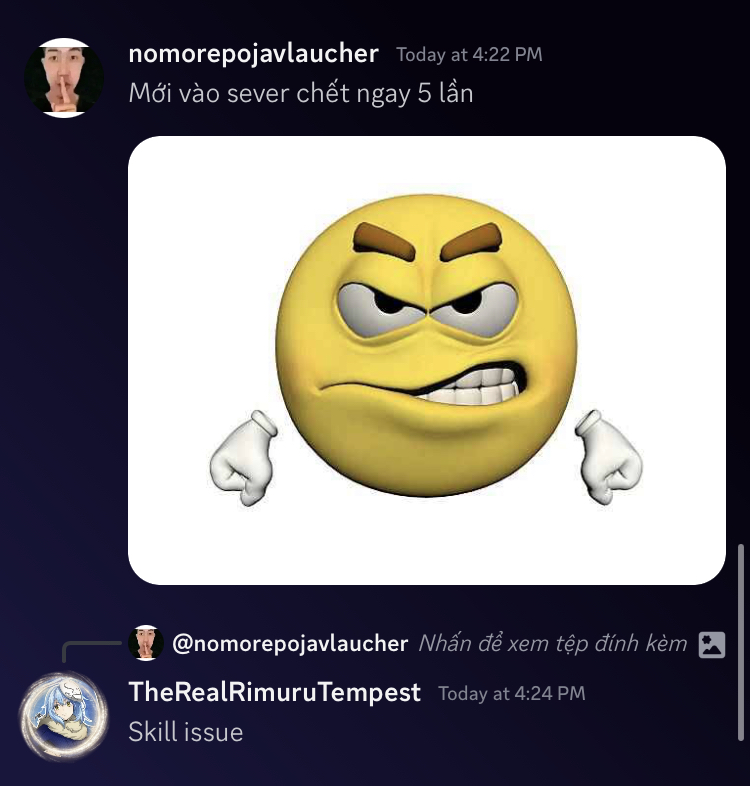 nomorepojavlaucher Today at 4:22 PM
Mới vào sever chết ngay 5 lần
@nomorepojavlaucher Nhấn để xem tệp đính kèm
TheRealRimuruTempest Today at 4:24 PM
Skill issue